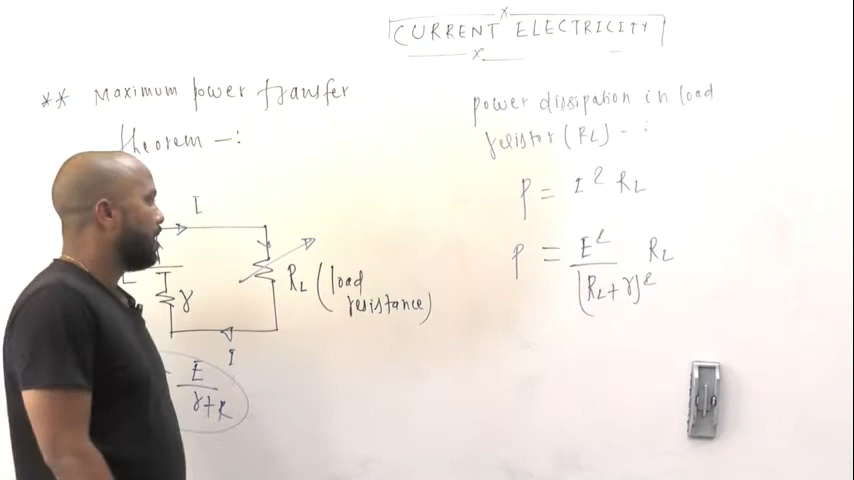 CURRENT ELECTRICITY
** Maximum power transfer
theorem -:
I
γ
RL (load
resistance)
I
E
γ+R
power dissipation in load
resistor (RL) - :
P = I² RL
P = E² RL
(RL+γ)²